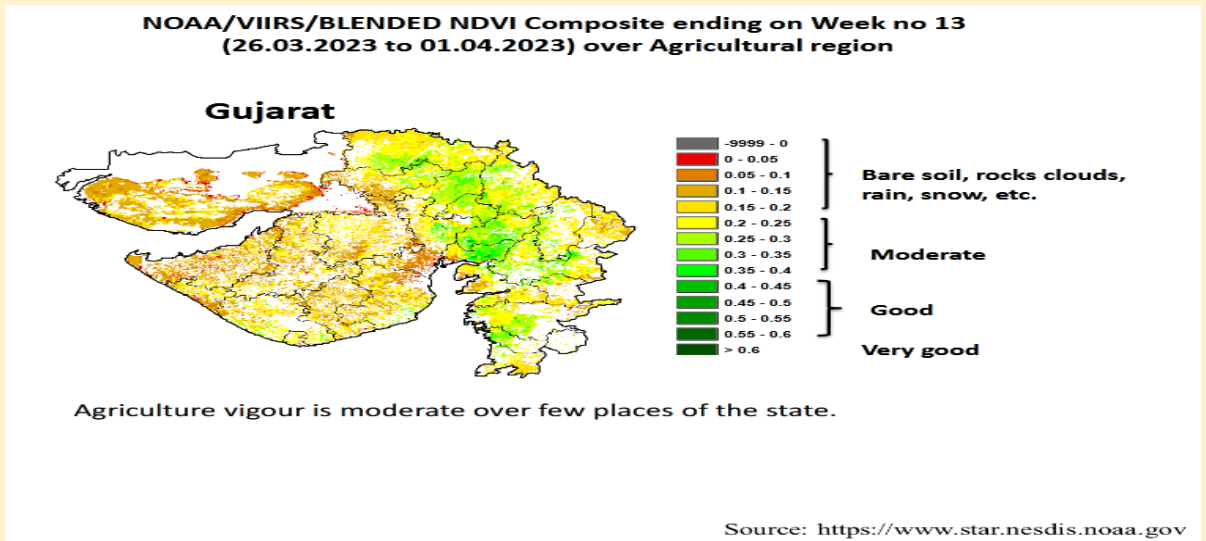 NOAA/VIIRS/BLENDED NDVI Composite ending on Week no 13
(26.03.2023 to 01.04.2023) over Agricultural region
Gujarat
-9999 - 0
0 - 0.05
0.05 - 0.1
0.1 - 0.15
0.15 - 0.2
0.2 - 0.25
0.25 - 0.3
0.3 - 0.35
0.35 - 0.4
0.4 - 0.45
0.45 - 0.5
0.5 - 0.55
0.55 - 0.6
> 0.6
Bare soil, rocks clouds,
rain, snow, etc.
Moderate
Good
Very good
Agriculture vigour is moderate over few places of the state.
Source: https://www.star.nesdis.noaa.gov